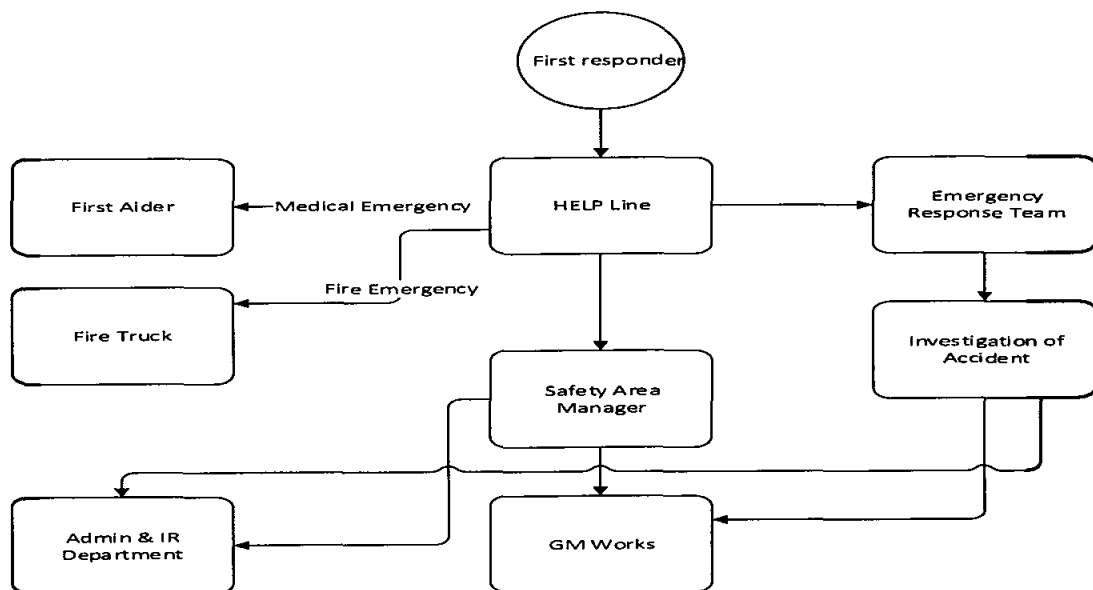 First responder
First Aider
Medical Emergency
HELP Line
Emergency
Response Team
Fire Emergency
Fire Truck
Investigation of
Accident
Safety Area
Manager
Admin & IR
Department
GM Works